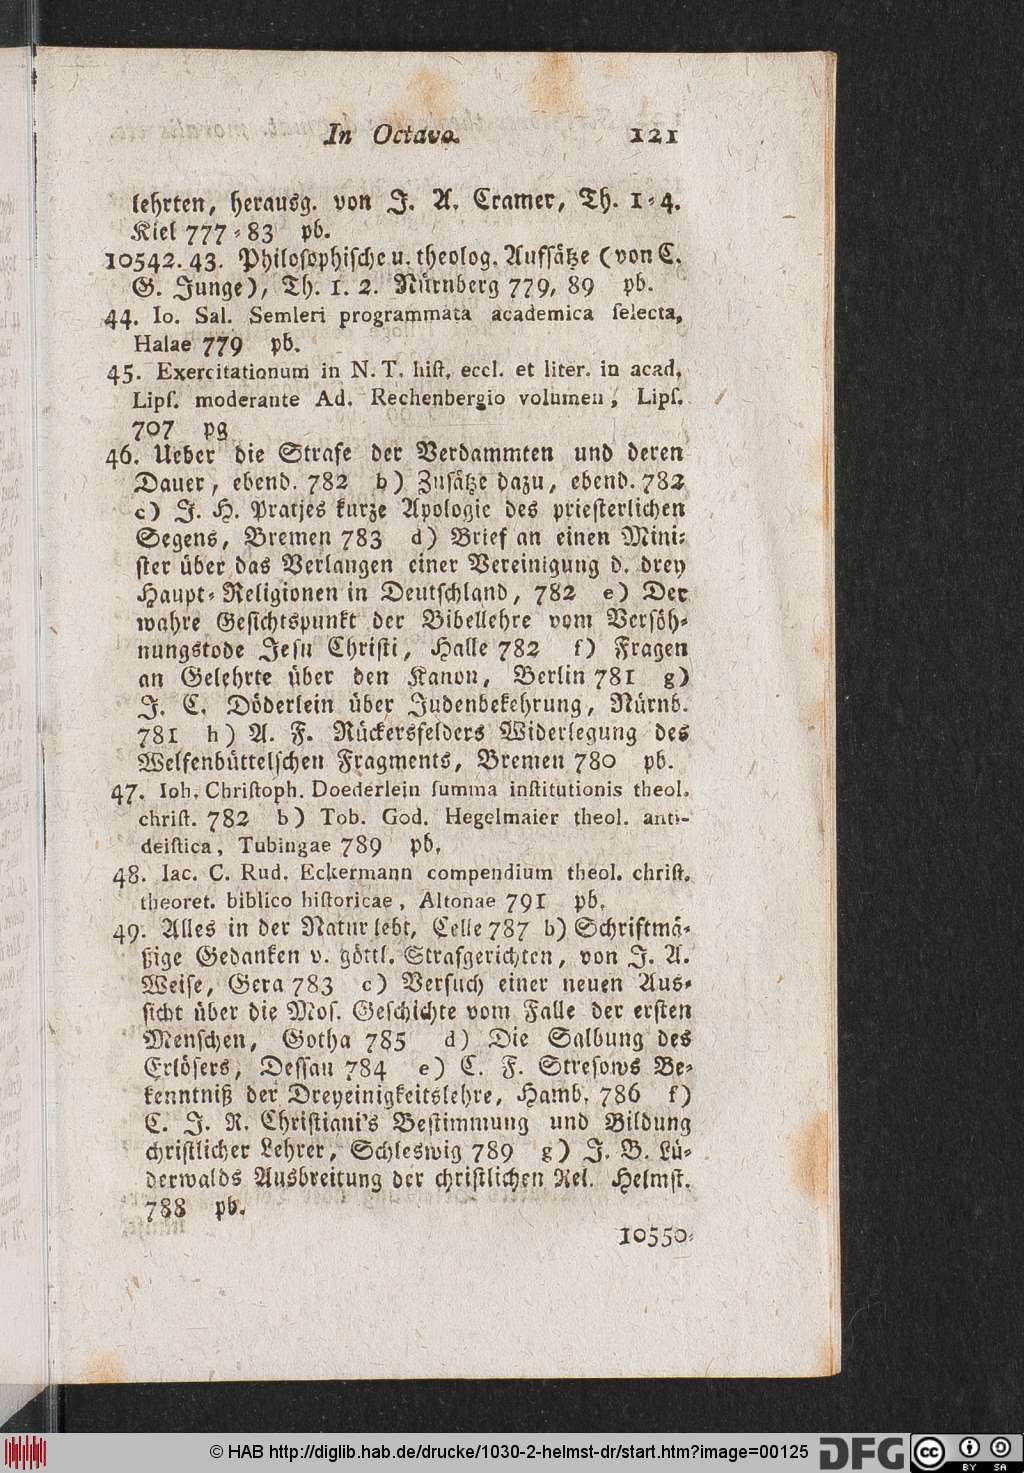 In Octavo. 121
lehrten, herausg. von J. A. Cramer, Th. 1⸗4.
Kiel 777⸗83 pb.
10542. 43. Philosophische u. theolog. Aufsätze (von C.
G. Junge), Th. 1. 2. Nürnberg 779, 89 pb.
44. Io. Sal. Semleri programmata academica ſelecta,
Halae 779 pb.
45. Exercitationum in N. T. hiſt. eccl. et liter. in acad.
Lipſ. moderante Ad. Rechenbergio volumen, Lipſ.
707 pg
46. Ueber die Strafe der Verdammten und deren
Dauer, ebend. 782 b) Zusätze dazu, ebend. 782
c) J. H. Pratjes kurze Apologie des priesterlichen
Segens, Bremen 783 d) Brief an einen Mini⸗
ster über das Verlangen einer Vereinigung d. drey
Haupt⸗Religionen in Deutschland, 782 e) Der
wahre Gesichtspunkt der Bibellehre vom Versöh⸗
nungstode Jesu Christi, Halle 782 f) Fragen
an Gelehrte über den Kanon, Berlin 781 g)
J. C. Döderlein über Judenbekehrung, Nürnb.
781 h) A. F. Rückersfelders Widerlegung des
Wolfenbüttelschen Fragments, Bremen 780 pb.
47. Ioh. Chriſtoph. Doederlein ſumma inſtitutionis theol.
chriſt. 782 b) Tob. God. Hegelmaier theol. anti-
deiſtica, Tubingae 789 pb.
48. Iac. C. Rud. Eckermann compendium theol. chriſt.
theoret. biblico hiſtoricae, Altonae 791 pb.
49. Alles in der Natur lebt, Celle 787 b) Schriftmä⸗
ßige Gedanken v. göttl. Strafgerichten, von J. A.
Weise, Gera 783 c) Versuch einer neuen Aus⸗
sicht über die Mos. Geschichte vom Falle der ersten
Menschen, Gotha 785 d) Die Salbung des
Erlösers, Dessau 784 e) C. F. Stresows Be⸗
kenntniß der Dreyeinigkeitslehre, Hamb. 786 f)
C. J. R. Christiani's Bestimmung und Bildung
christlicher Lehrer, Schleswig 789 g) J. B. Lü⸗
derwalds Ausbreitung der christlichen Rel. Helmst.
788 pb.
10550⸗
© HAB http://diglib.hab.de/drucke/1030-2-helmst-dr/start.htm?image=00125 DFG cc BY SA